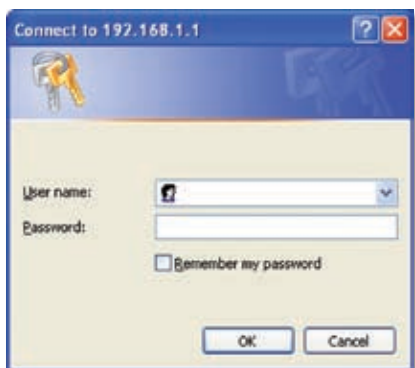 Connect to 192.168.1.1
User name:
Password:
Remember my password
OK
Cancel